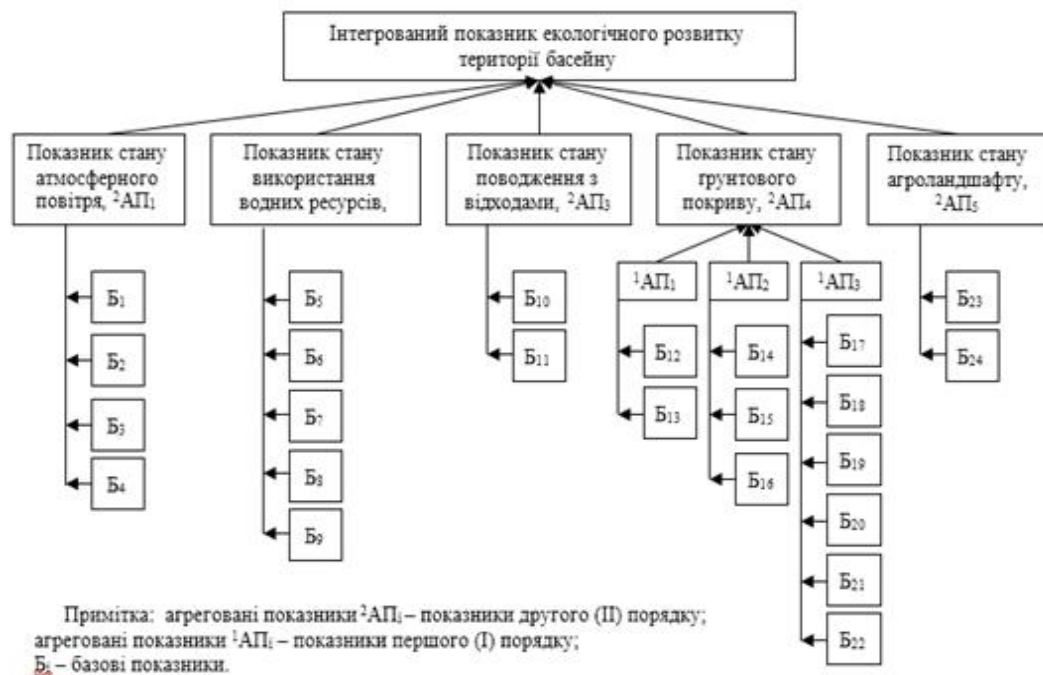 Інтегрований показник екологічного розвитку
території басейну
Показник стану
атмосферного
повітря, ²АП₁
Показник стану
використання
водних ресурсів,
Показник стану
поводження з
відходами, ²АП₃
Показник стану
ґрунтового
покриву, ²АП₄
Показник стану
агроландшафту,
²АП₅
¹АП₁
¹АП₂
¹АП₃
Б₁
Б₂
Б₃
Б₄
Б₅
Б₆
Б₇
Б₈
Б₉
Б₁₀
Б₁₁
Б₁₂
Б₁₃
Б₁₄
Б₁₅
Б₁₆
Б₁₇
Б₁₈
Б₁₉
Б₂₀
Б₂₁
Б₂₂
Б₂₃
Б₂₄
Примітка: агреговані показники ²АПᵢ – показники другого (ІІ) порядку;
агреговані показники ¹АПᵢ – показники першого (І) порядку;
Бᵢ – базові показники.